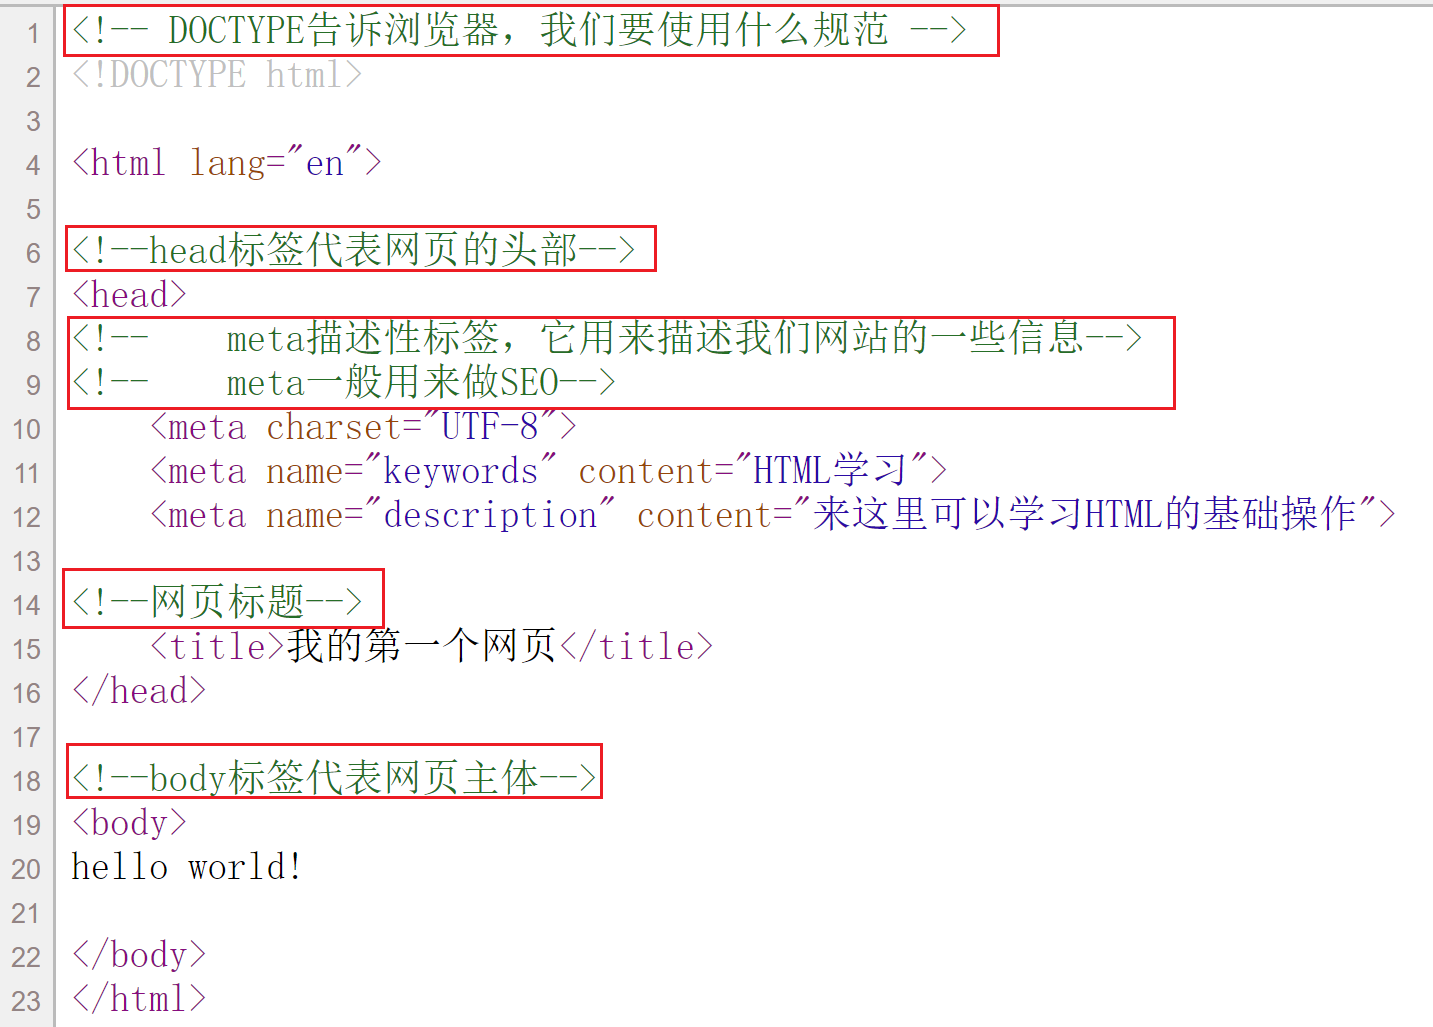 1 <!-- DOCTYPE告诉浏览器，我们要使用什么规范 -->
2 <!DOCTYPE html>
3
4 <html lang="en">
5
6 <!--head标签代表网页的头部-->
7 <head>
8 <!--    meta描述性标签，它用来描述我们网站的一些信息-->
9 <!--    meta一般用来做SEO-->
10     <meta charset="UTF-8">
11     <meta name="keywords" content="HTML学习">
12     <meta name="description" content="来这里可以学习HTML的基础操作">
13
14 <!--网页标题-->
15     <title>我的第一个网页</title>
16 </head>
17
18 <!--body标签代表网页主体-->
19 <body>
20 hello world!
21
22 </body>
23 </html>